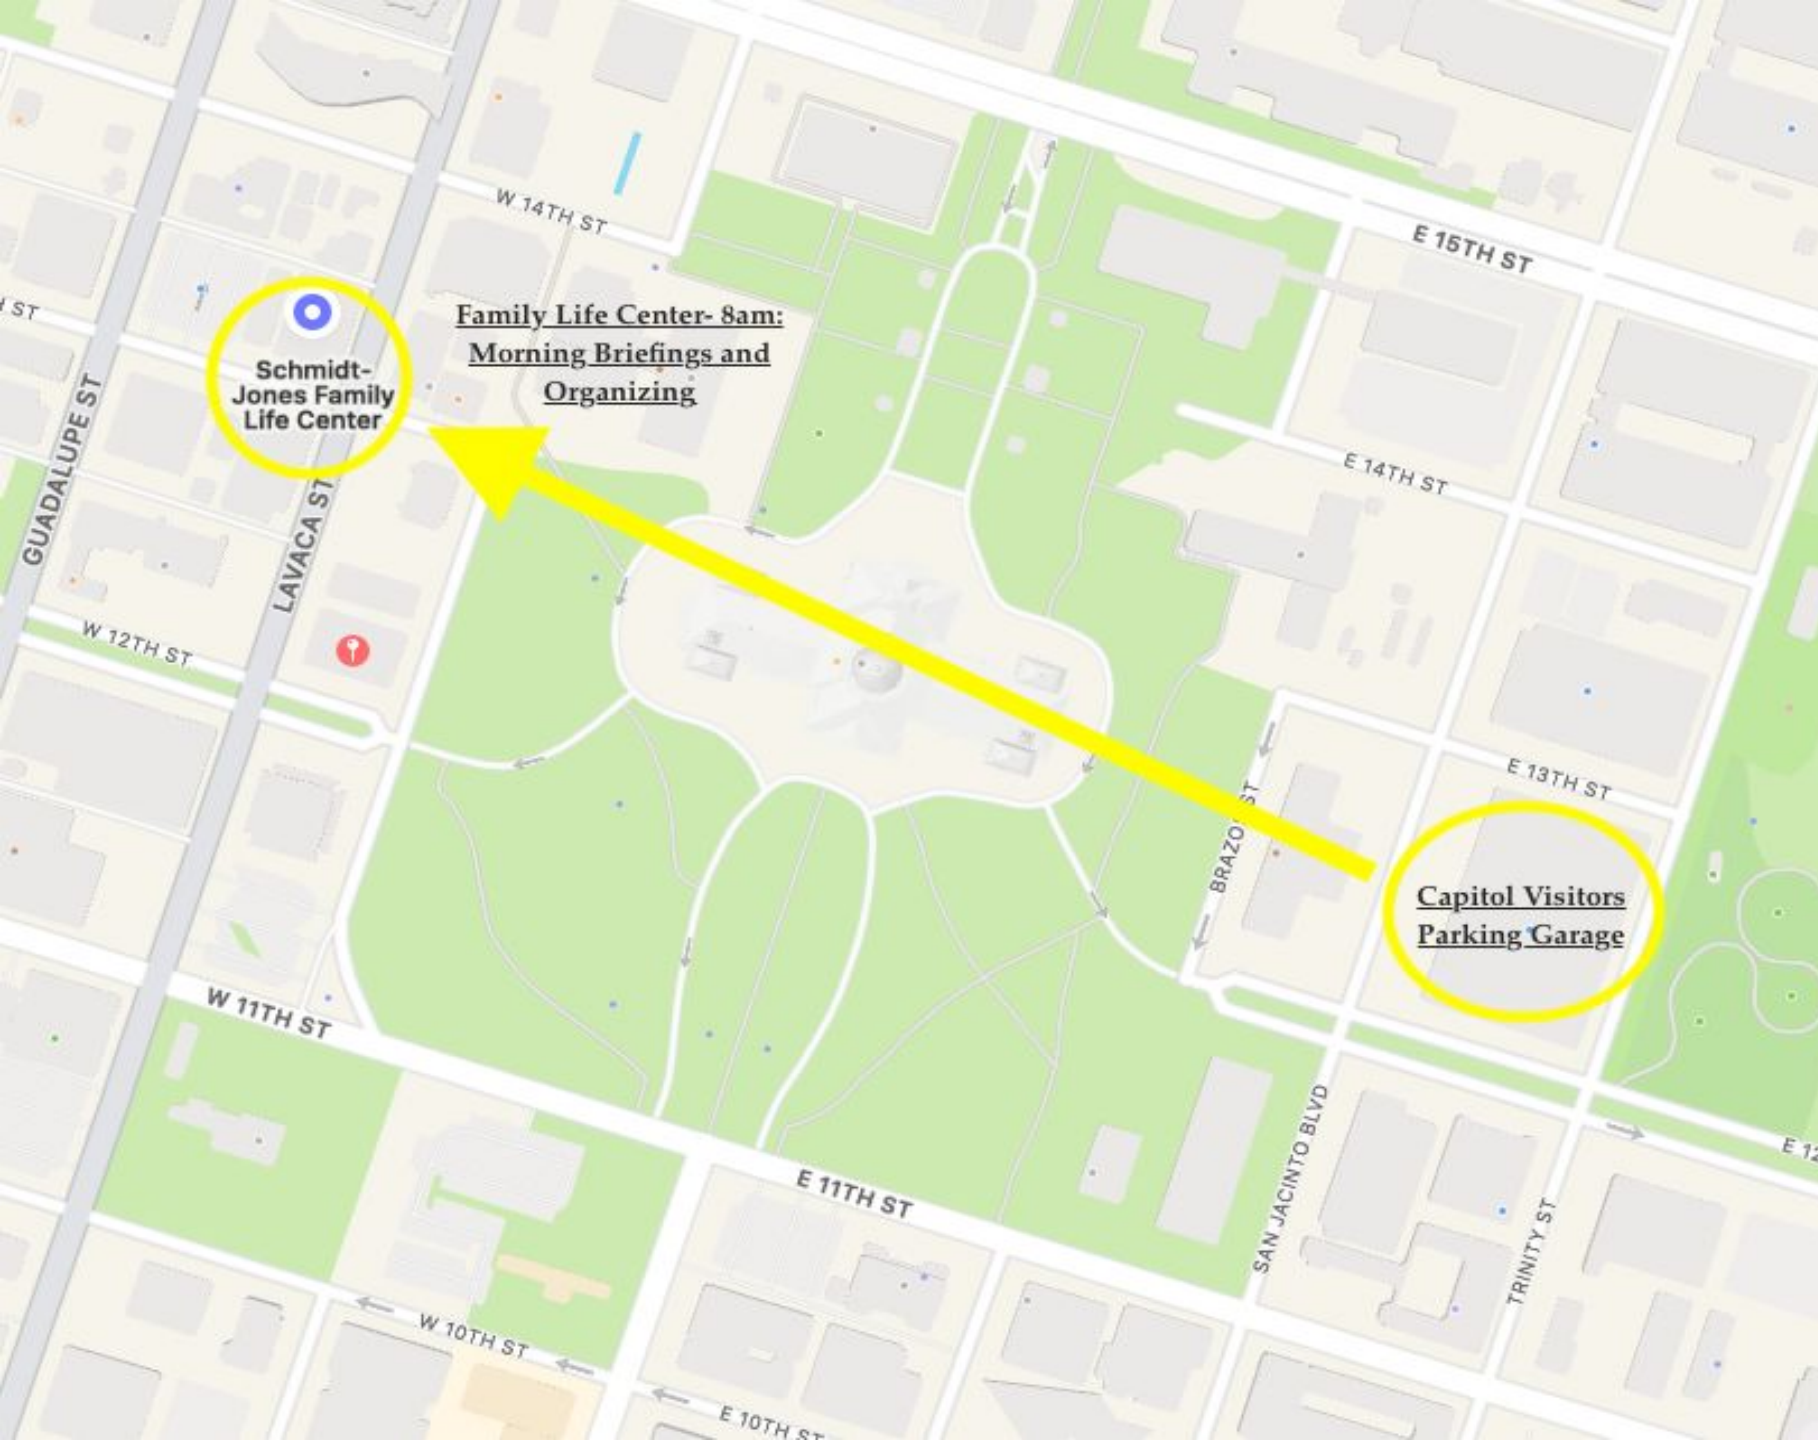 W 14TH ST
E 15TH ST
H ST
Family Life Center- 8am:
Morning Briefings and
Organizing
Schmidt-
Jones Family
Life Center
GUADALUPE ST
LAVACA ST
E 14TH ST
W 12TH ST
E 13TH ST
BRAZOS ST
Capitol Visitors
Parking Garage
W 11TH ST
E 11TH ST
SAN JACINTO BLVD
TRINITY ST
E 12
W 10TH ST
E 10TH ST